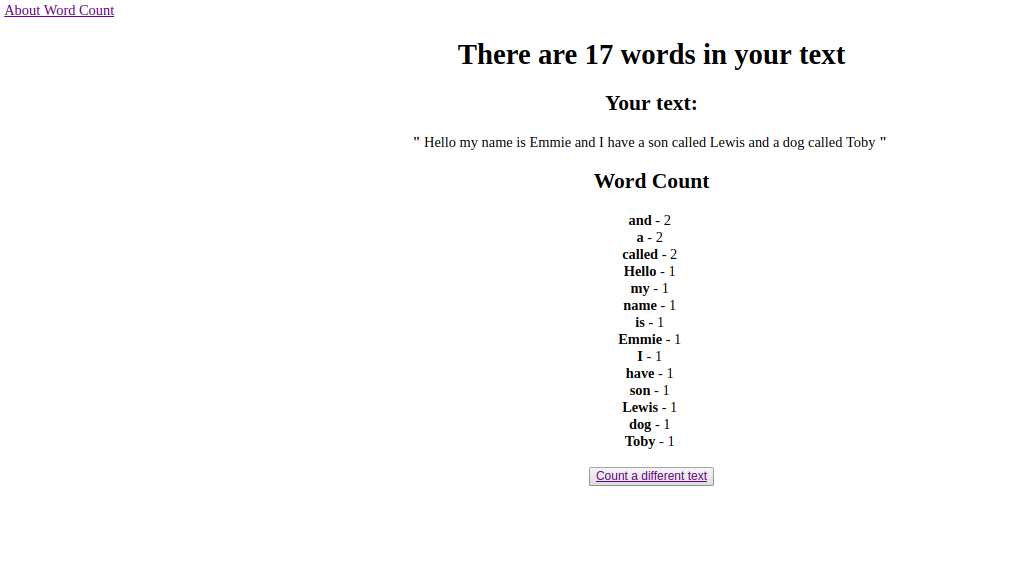 About Word Count
There are 17 words in your text
Your text:
" Hello my name is Emmie and I have a son called Lewis and a dog called Toby "
Word Count
and - 2
a - 2
called - 2
Hello - 1
my - 1
name - 1
is - 1
Emmie - 1
I - 1
have - 1
son - 1
Lewis - 1
dog - 1
Toby - 1
Count a different text